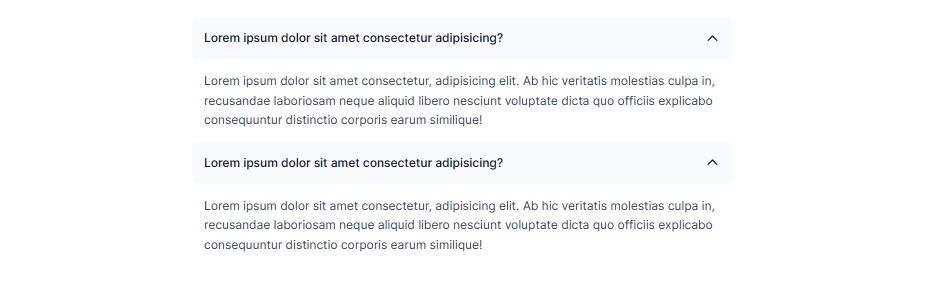 Lorem ipsum dolor sit amet consectetur adipisicing?
Lorem ipsum dolor sit amet consectetur, adipisicing elit. Ab hic veritatis molestias culpa in,
recusandae laboriosam neque aliquid libero nesciunt voluptate dicta quo officiis explicabo
consequuntur distinctio corporis earum similique!
Lorem ipsum dolor sit amet consectetur adipisicing?
Lorem ipsum dolor sit amet consectetur, adipisicing elit. Ab hic veritatis molestias culpa in,
recusandae laboriosam neque aliquid libero nesciunt voluptate dicta quo officiis explicabo
consequuntur distinctio corporis earum similique!